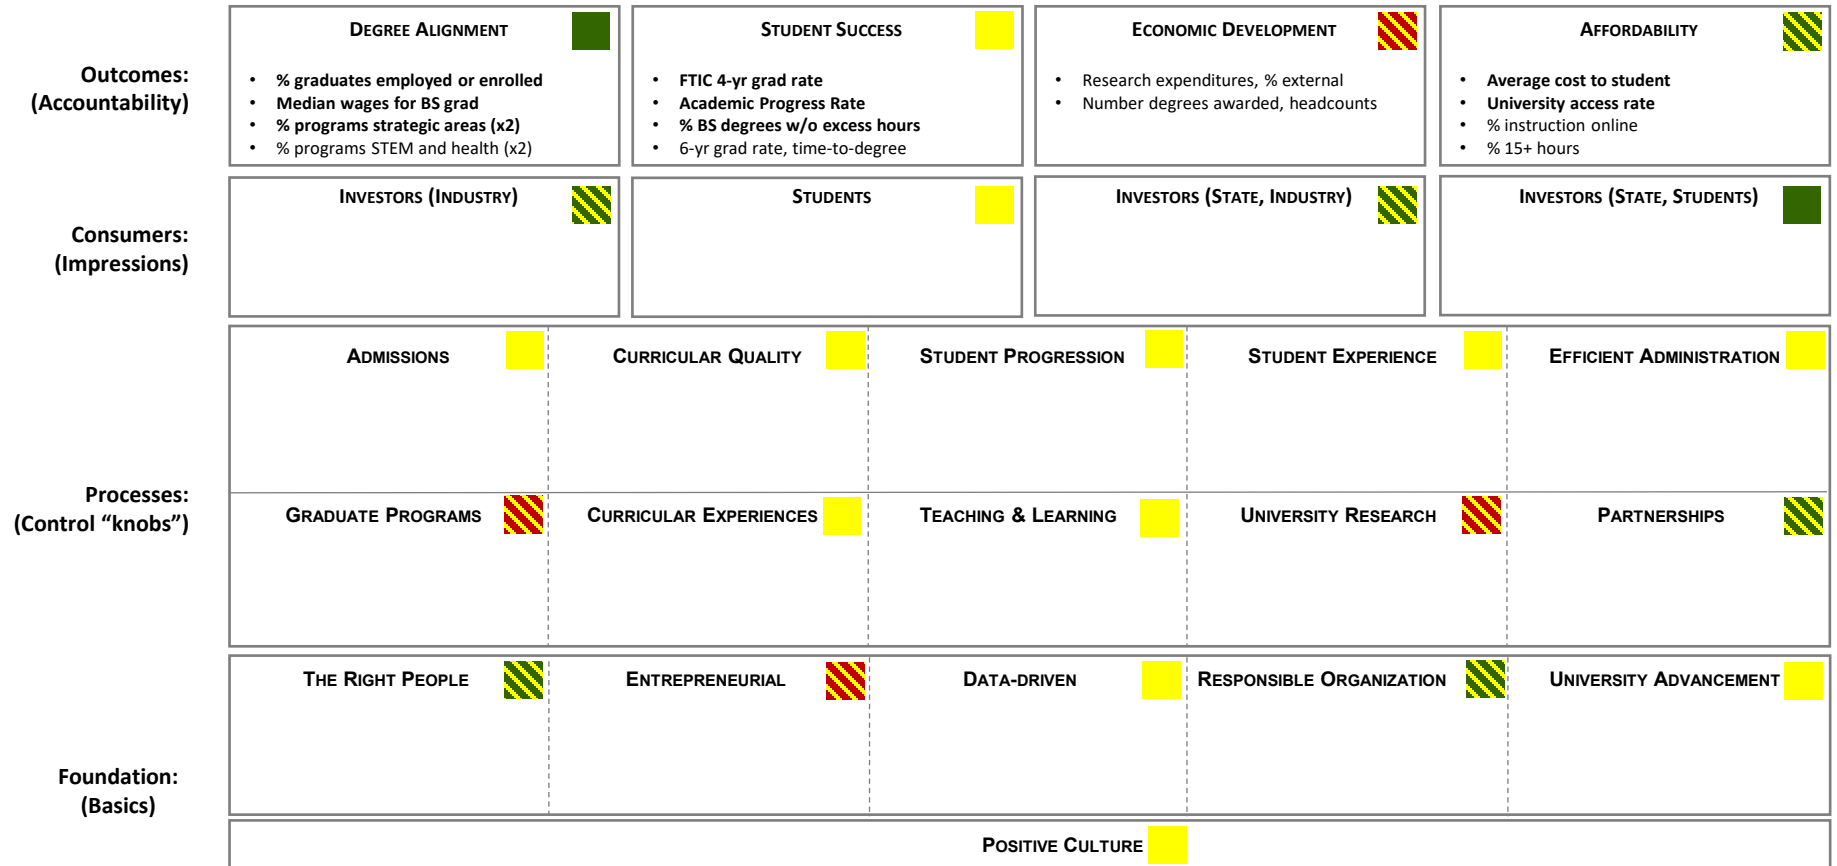 Outcomes:
(Accountability)
DEGREE ALIGNMENT
• % graduates employed or enrolled
• Median wages for BS grad
• % programs strategic areas (x2)
• % programs STEM and health (x2)
STUDENT SUCCESS
• FTIC 4-yr grad rate
• Academic Progress Rate
• % BS degrees w/o excess hours
• 6-yr grad rate, time-to-degree
ECONOMIC DEVELOPMENT
• Research expenditures, % external
• Number degrees awarded, headcounts
AFFORDABILITY
• Average cost to student
• University access rate
• % instruction online
• % 15+ hours
Consumers:
(Impressions)
INVESTORS (INDUSTRY)
STUDENTS
INVESTORS (STATE, INDUSTRY)
INVESTORS (STATE, STUDENTS)
Processes:
(Control “knobs”)
ADMISSIONS
CURRICULAR QUALITY
STUDENT PROGRESSION
STUDENT EXPERIENCE
EFFICIENT ADMINISTRATION
GRADUATE PROGRAMS
CURRICULAR EXPERIENCES
TEACHING & LEARNING
UNIVERSITY RESEARCH
PARTNERSHIPS
Foundation:
(Basics)
THE RIGHT PEOPLE
ENTREPRENEURIAL
DATA-DRIVEN
RESPONSIBLE ORGANIZATION
UNIVERSITY ADVANCEMENT
POSITIVE CULTURE